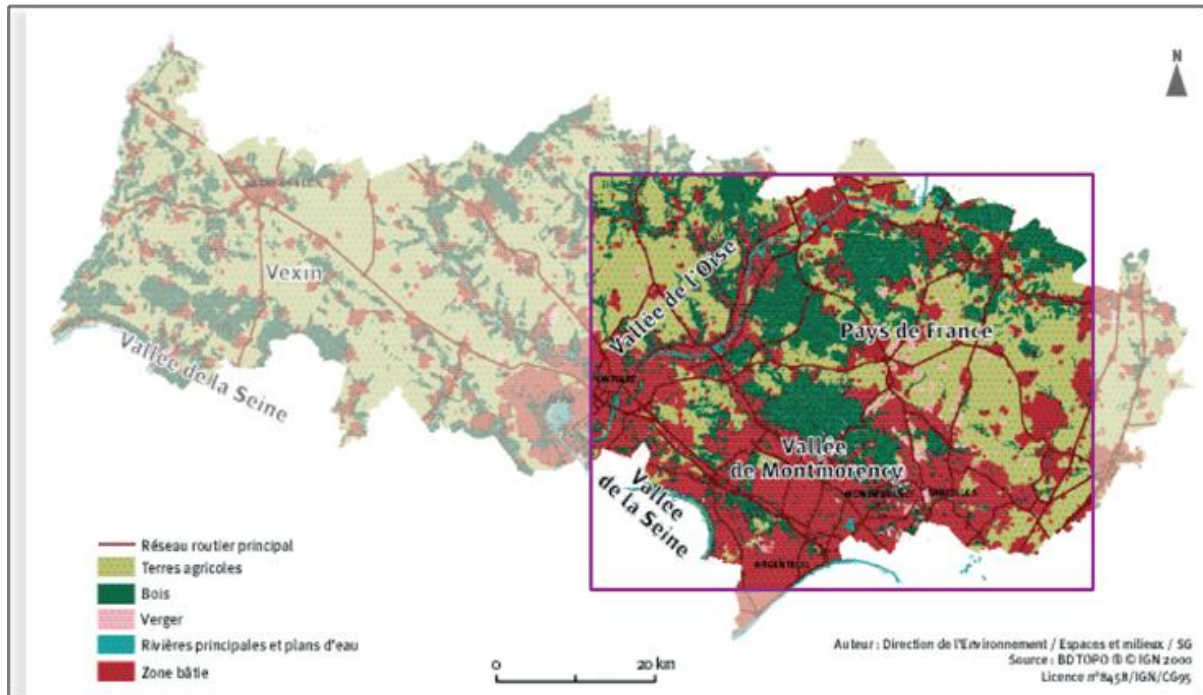 N
Vexin
Vallée de l'Oise
Pays de France
Vallée de la Seine
Vallée
de Montmorency
Vallée
de la Seine
ARGENTEUIL
Réseau routier principal
Terres agricoles
Bois
Verger
Rivières principales et plans d'eau
Zone bâtie
0 20 km
Auteur : Direction de l'Environnement / Espaces et milieux / SG
Source : BDTOPO ® © IGN 2000
Licence n°8458/IGN/CG95